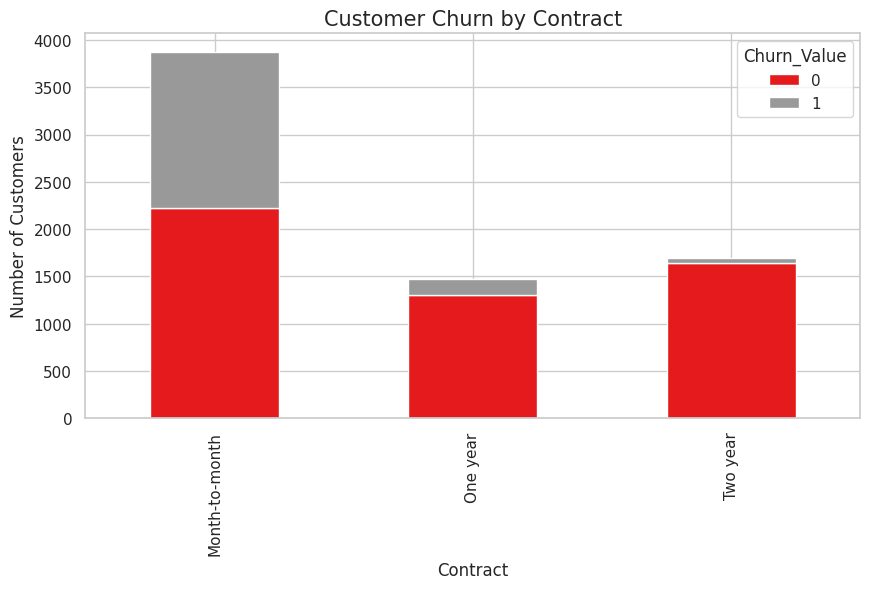 Customer Churn by Contract
Churn_Value
0
1
Number of Customers
4000
3500
3000
2500
2000
1500
1000
500
0
Month-to-month
One year
Two year
Contract